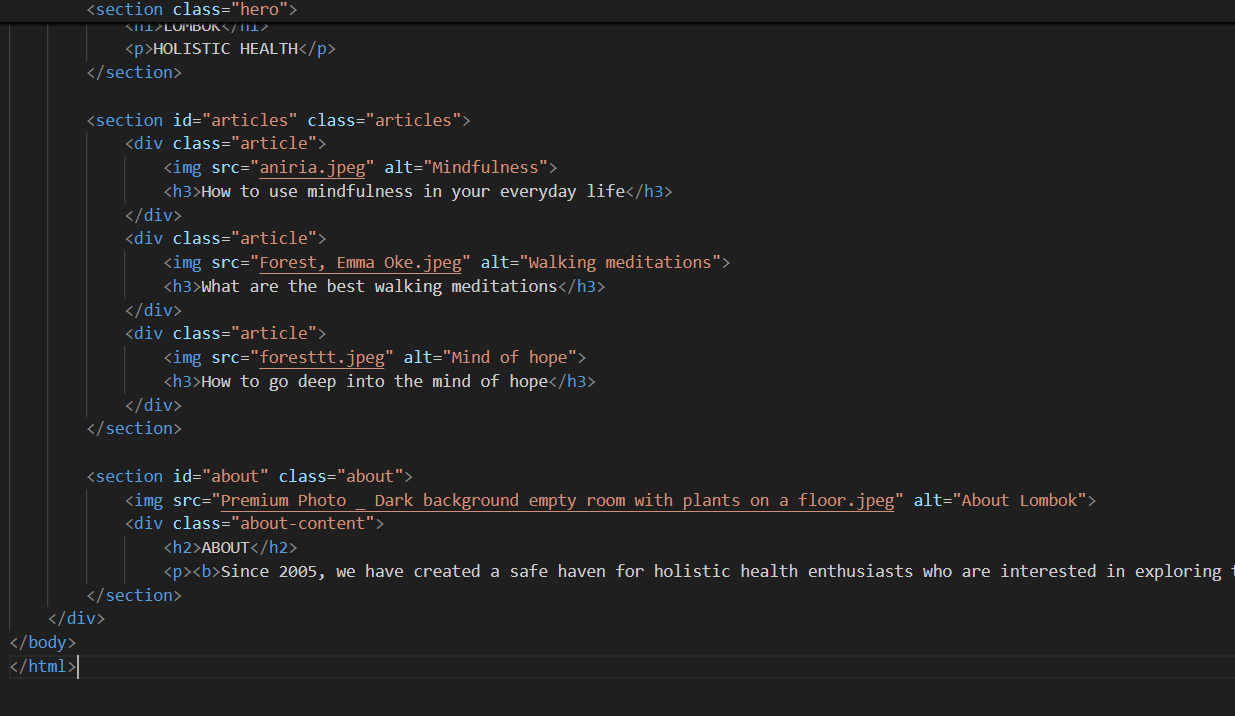 <section class="hero">
<h1>LOMBOK</h1>
<p>HOLISTIC HEALTH</p>
</section>
<section id="articles" class="articles">
<div class="article">
<img src="aniria.jpeg" alt="Mindfulness">
<h3>How to use mindfulness in your everyday life</h3>
</div>
<div class="article">
<img src="Forest, Emma Oke.jpeg" alt="Walking meditations">
<h3>What are the best walking meditations</h3>
</div>
<div class="article">
<img src="foresttt.jpeg" alt="Mind of hope">
<h3>How to go deep into the mind of hope</h3>
</div>
</section>
<section id="about" class="about">
<img src="Premium Photo _ Dark background empty room with plants on a floor.jpeg" alt="About Lombok">
<div class="about-content">
<h2>ABOUT</h2>
<p><b>Since 2005, we have created a safe haven for holistic health enthusiasts who are interested in exploring
</section>
</div>
</body>
</html>